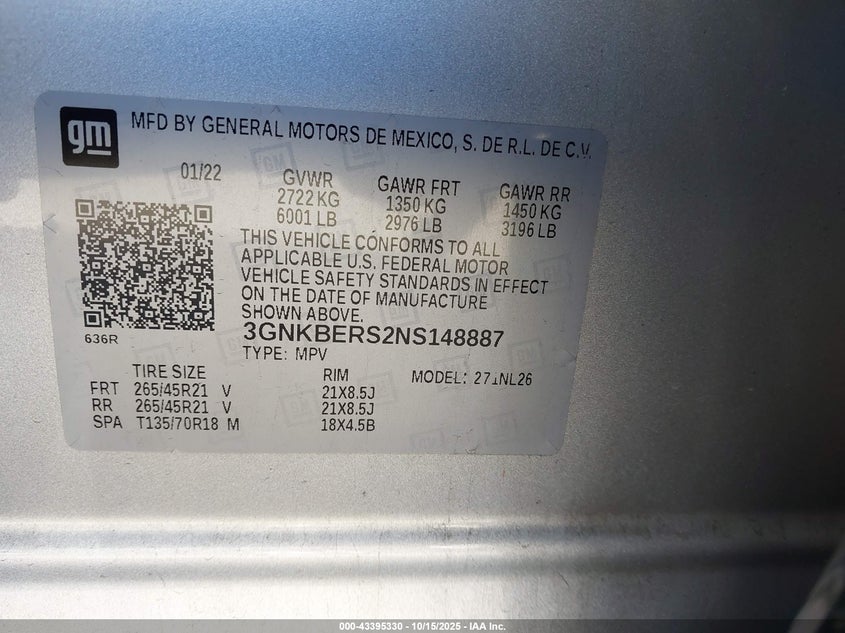 gm
MFD BY GENERAL MOTORS DE MEXICO, S. DE R.L. DE C.V.
01/22 GVWR GAWR FRT GAWR RR
2722 KG 1350 KG 1450 KG
6001 LB 2976 LB 3196 LB
THIS VEHICLE CONFORMS TO ALL
APPLICABLE U.S. FEDERAL MOTOR
VEHICLE SAFETY STANDARDS IN EFFECT
ON THE DATE OF MANUFACTURE
SHOWN ABOVE.
636R
3GNKBERS2NS148887
TYPE: MPV
TIRE SIZE RIM MODEL: 271NL26
FRT 265/45R21 V 21X8.5J
RR 265/45R21 V 21X8.5J
SPA T135/70R18 M 18X4.5B
000-43395330 - 10/15/2025 - IAA Inc.